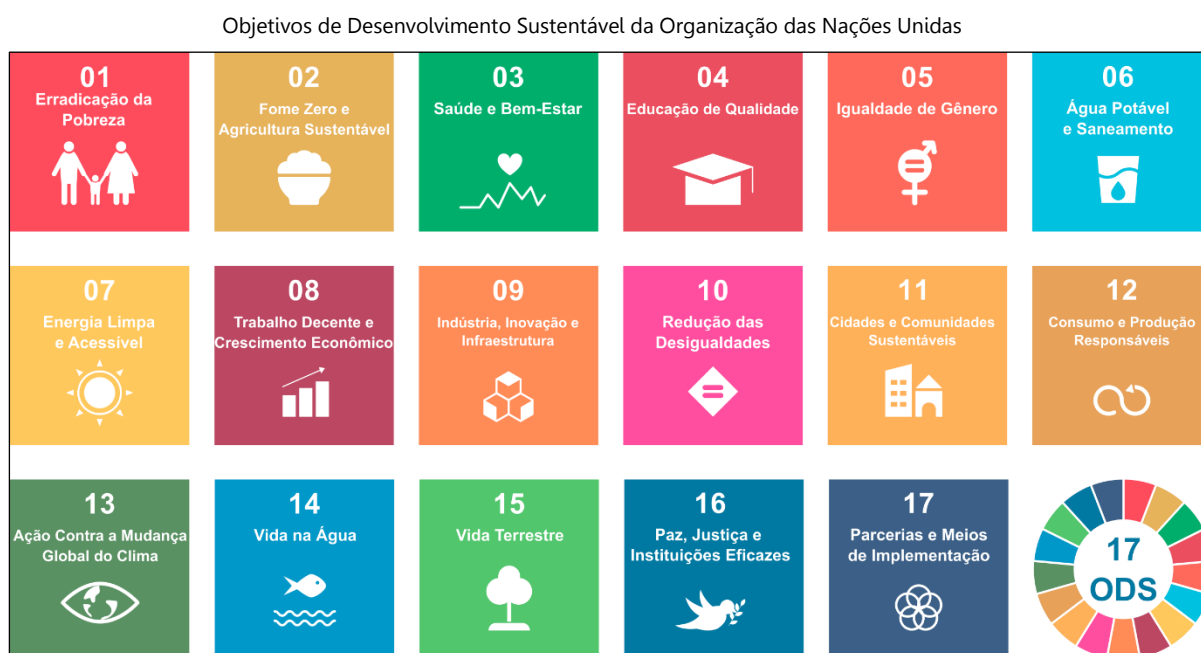 Objetivos de Desenvolvimento Sustentável da Organização das Nações Unidas
01
Erradicação da
Pobreza
02
Fome Zero e
Agricultura Sustentável
03
Saúde e Bem-Estar
04
Educação de Qualidade
05
Igualdade de Gênero
06
Água Potável
e Saneamento
07
Energia Limpa
e Acessível
08
Trabalho Decente e
Crescimento Econômico
09
Indústria, Inovação e
Infraestrutura
10
Redução das
Desigualdades
11
Cidades e Comunidades
Sustentáveis
12
Consumo e Produção
Responsáveis
13
Ação Contra a Mudança
Global do Clima
14
Vida na Água
15
Vida Terrestre
16
Paz, Justiça e
Instituições Eficazes
17
Parcerias e Meios
de Implementação
17
ODS